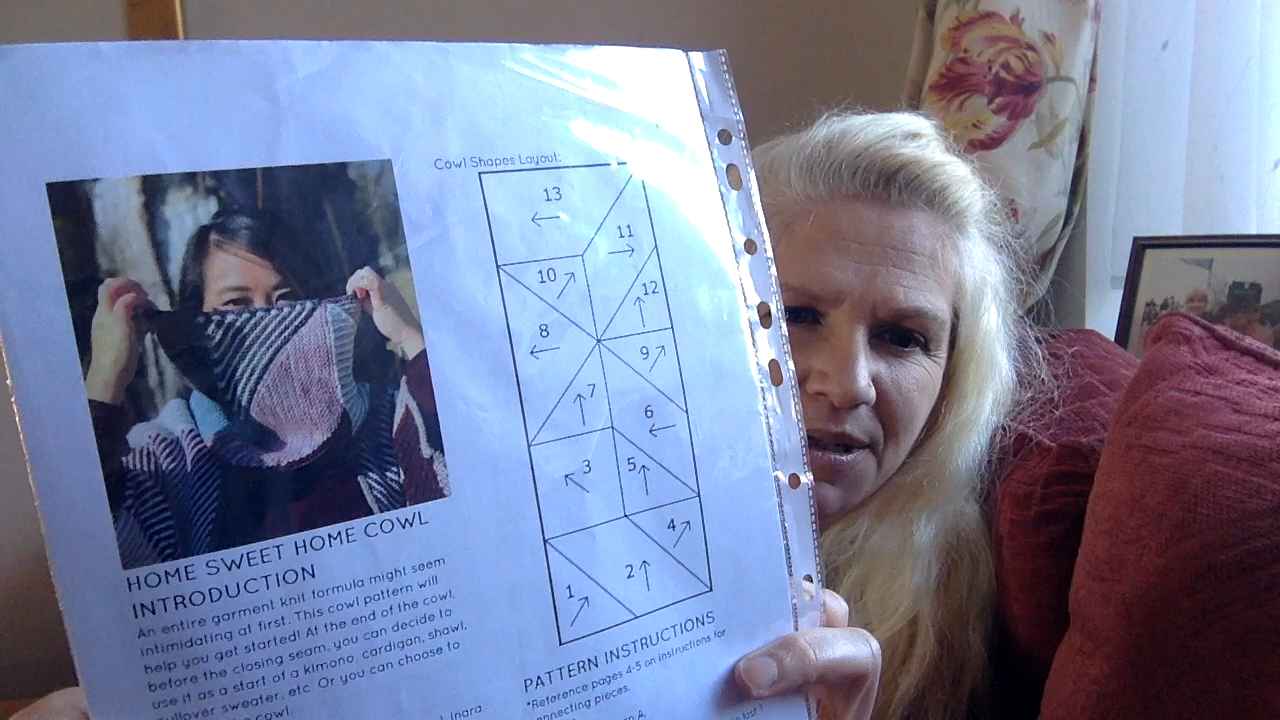 Cowl Shapes Layout:
13
11
10
12
8
9
7
6
3
5
4
2
1
HOME SWEET HOME COWL
INTRODUCTION
An entire garment knit formula might seem
intimidating at first. This cowl pattern will
help you get started! At the end of the cowl,
before the closing seam, you can decide to
use it as a start of a kimono, cardigan, shawl,
sweater, etc Or you can choose to
cowl.
PATTERN INSTRUCTIONS
*Reference pages 4-5 on instructions for
pieces.